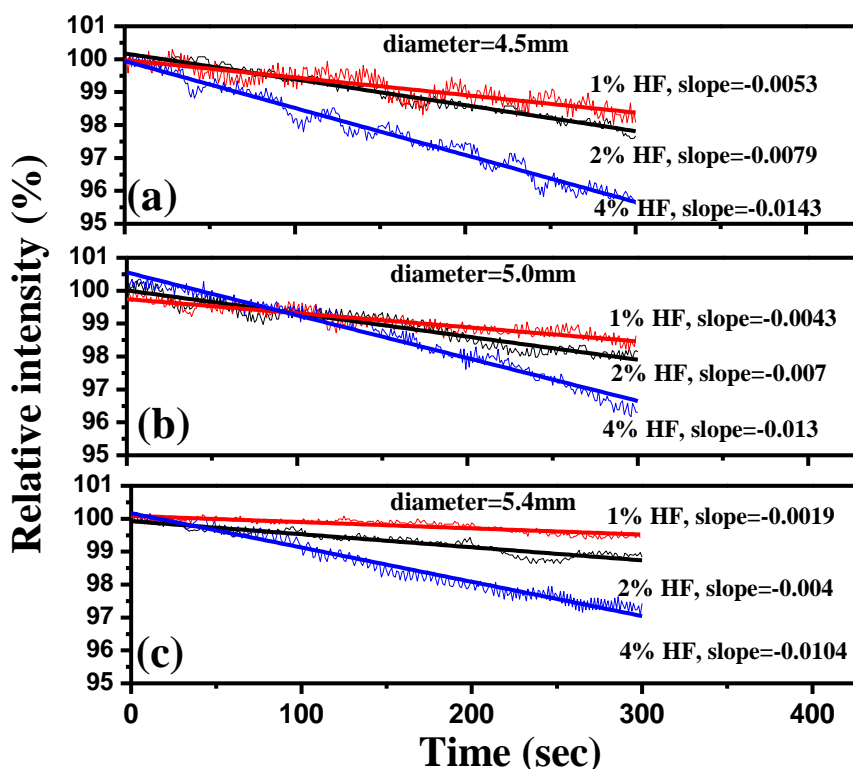 Relative intensity (%)
101
100
99
98
97
96
95
diameter=4.5mm
1% HF, slope=-0.0053
2% HF, slope=-0.0079
4% HF, slope=-0.0143
(a)
101
100
99
98
97
96
95
diameter=5.0mm
1% HF, slope=-0.0043
2% HF, slope=-0.007
4% HF, slope=-0.013
(b)
101
100
99
98
97
96
95
diameter=5.4mm
1% HF, slope=-0.0019
2% HF, slope=-0.004
4% HF, slope=-0.0104
(c)
0 100 200 300 400
Time (sec)